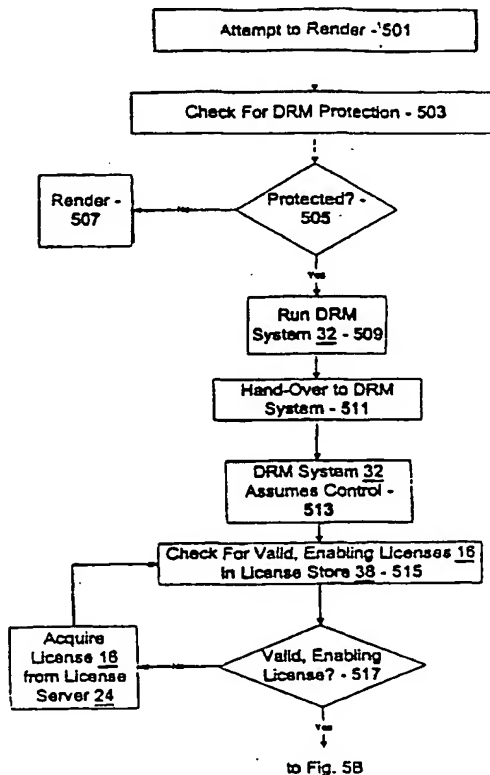 Attempt to Render - 501
Check For DRM Protection - 503
Protected? -
505
Render -
507
No
Yes
Run DRM
System 32 - 509
Hand-Over to DRM
System - 511
DRM System 32
Assumes Control -
513
Check For Valid, Enabling Licenses 16
in License Store 38 - 515
Valid, Enabling
License? - 517
Acquire
License 16
from License
Server 24
No
Yes
to Fig. 5B